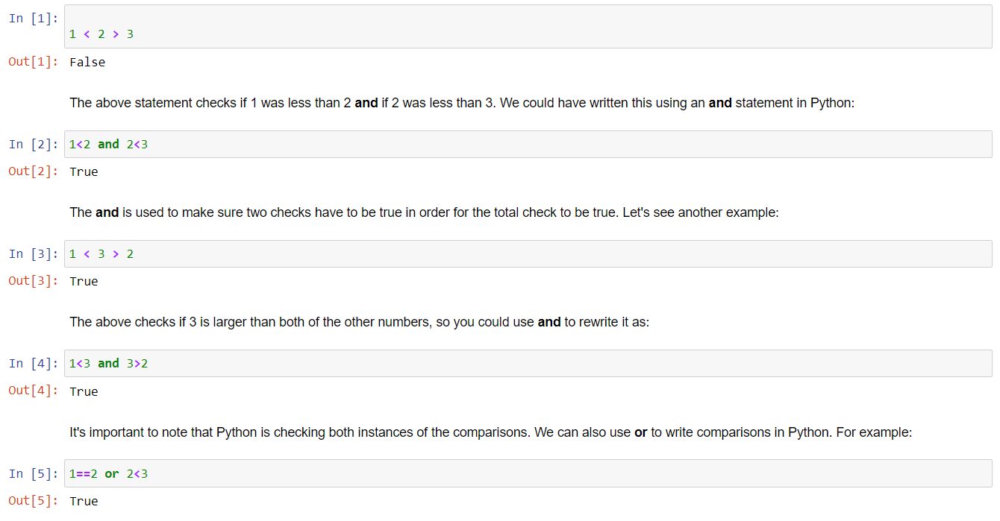 In [1]:
1 < 2 > 3
Out[1]: False
The above statement checks if 1 was less than 2 and if 2 was less than 3. We could have written this using an and statement in Python:
In [2]: 1<2 and 2<3
Out[2]: True
The and is used to make sure two checks have to be true in order for the total check to be true. Let's see another example:
In [3]: 1 < 3 > 2
Out[3]: True
The above checks if 3 is larger than both of the other numbers, so you could use and to rewrite it as:
In [4]: 1<3 and 3>2
Out[4]: True
It's important to note that Python is checking both instances of the comparisons. We can also use or to write comparisons in Python. For example:
In [5]: 1==2 or 2<3
Out[5]: True